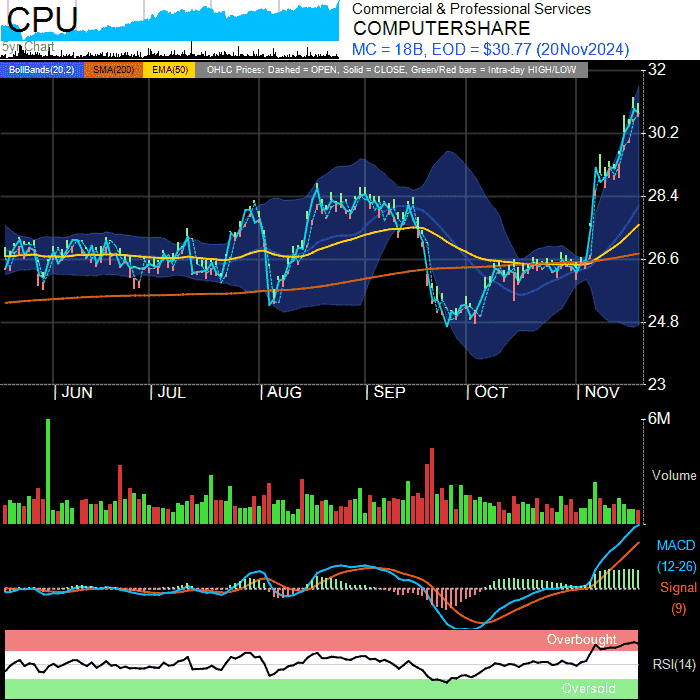 CPU
5yr Chart
Commercial & Professional Services
COMPUTERSHARE
MC = 18B, EOD = $30.77 (20Nov2024)
BollBands(20,2) SMA(200) EMA(50) OHLC Prices: Dashed = OPEN, Solid = CLOSE, Green/Red bars = Intra-day HIGH/LOW
32
30.2
28.4
26.6
24.8
23
JUN JUL AUG SEP OCT NOV
6M
Volume
MACD
(12-26)
Signal
(9)
Overbought
RSI(14)
Oversold